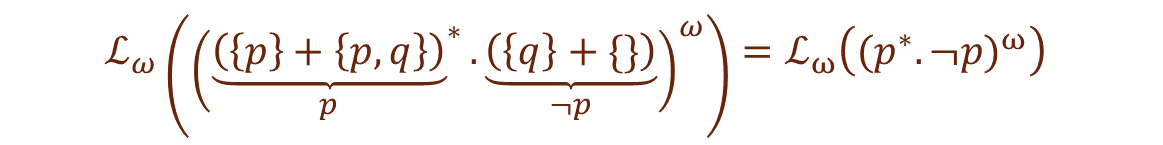 ℒ_ω((({p} + {p, q})^*.({q} + {}))^ω) = ℒ_ω((p^*.¬p)^ω)
p ¬p